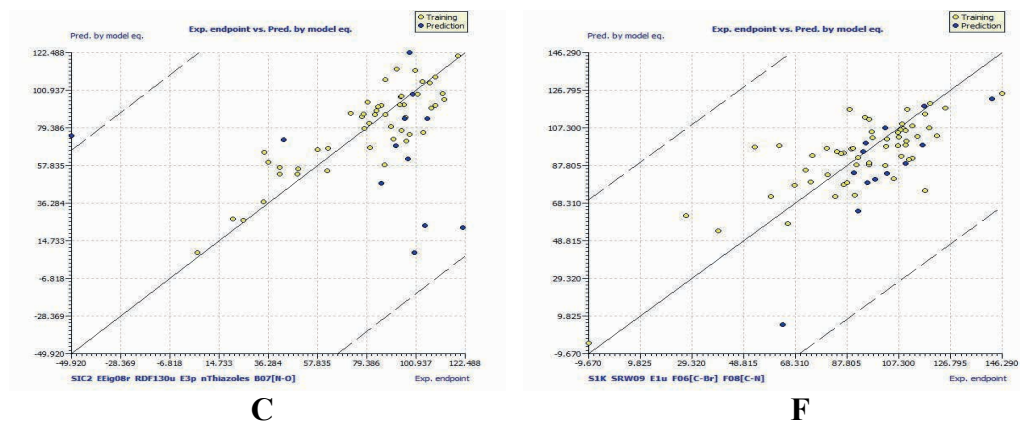 Training
Prediction
Exp. endpoint vs. Pred. by model eq.
Pred. by model eq.
122.488
100.937
79.386
57.835
36.284
14.733
-6.818
-28.369
-49.920
-49.920 -28.369 -6.818 14.733 36.284 57.835 79.386 100.937 122.488
SIC2 EEig08r RDF130u E3p nThiazoles B07[N-O] Exp. endpoint
C
Training
Prediction
Exp. endpoint vs. Pred. by model eq.
Pred. by model eq.
146.290
126.795
107.300
87.805
68.310
48.815
29.320
9.825
-9.670
-9.670 9.825 29.320 48.815 68.310 87.805 107.300 126.795 146.290
S1K SRW09 E1u F06[C-Br] F08[C-N] Exp. endpoint
F